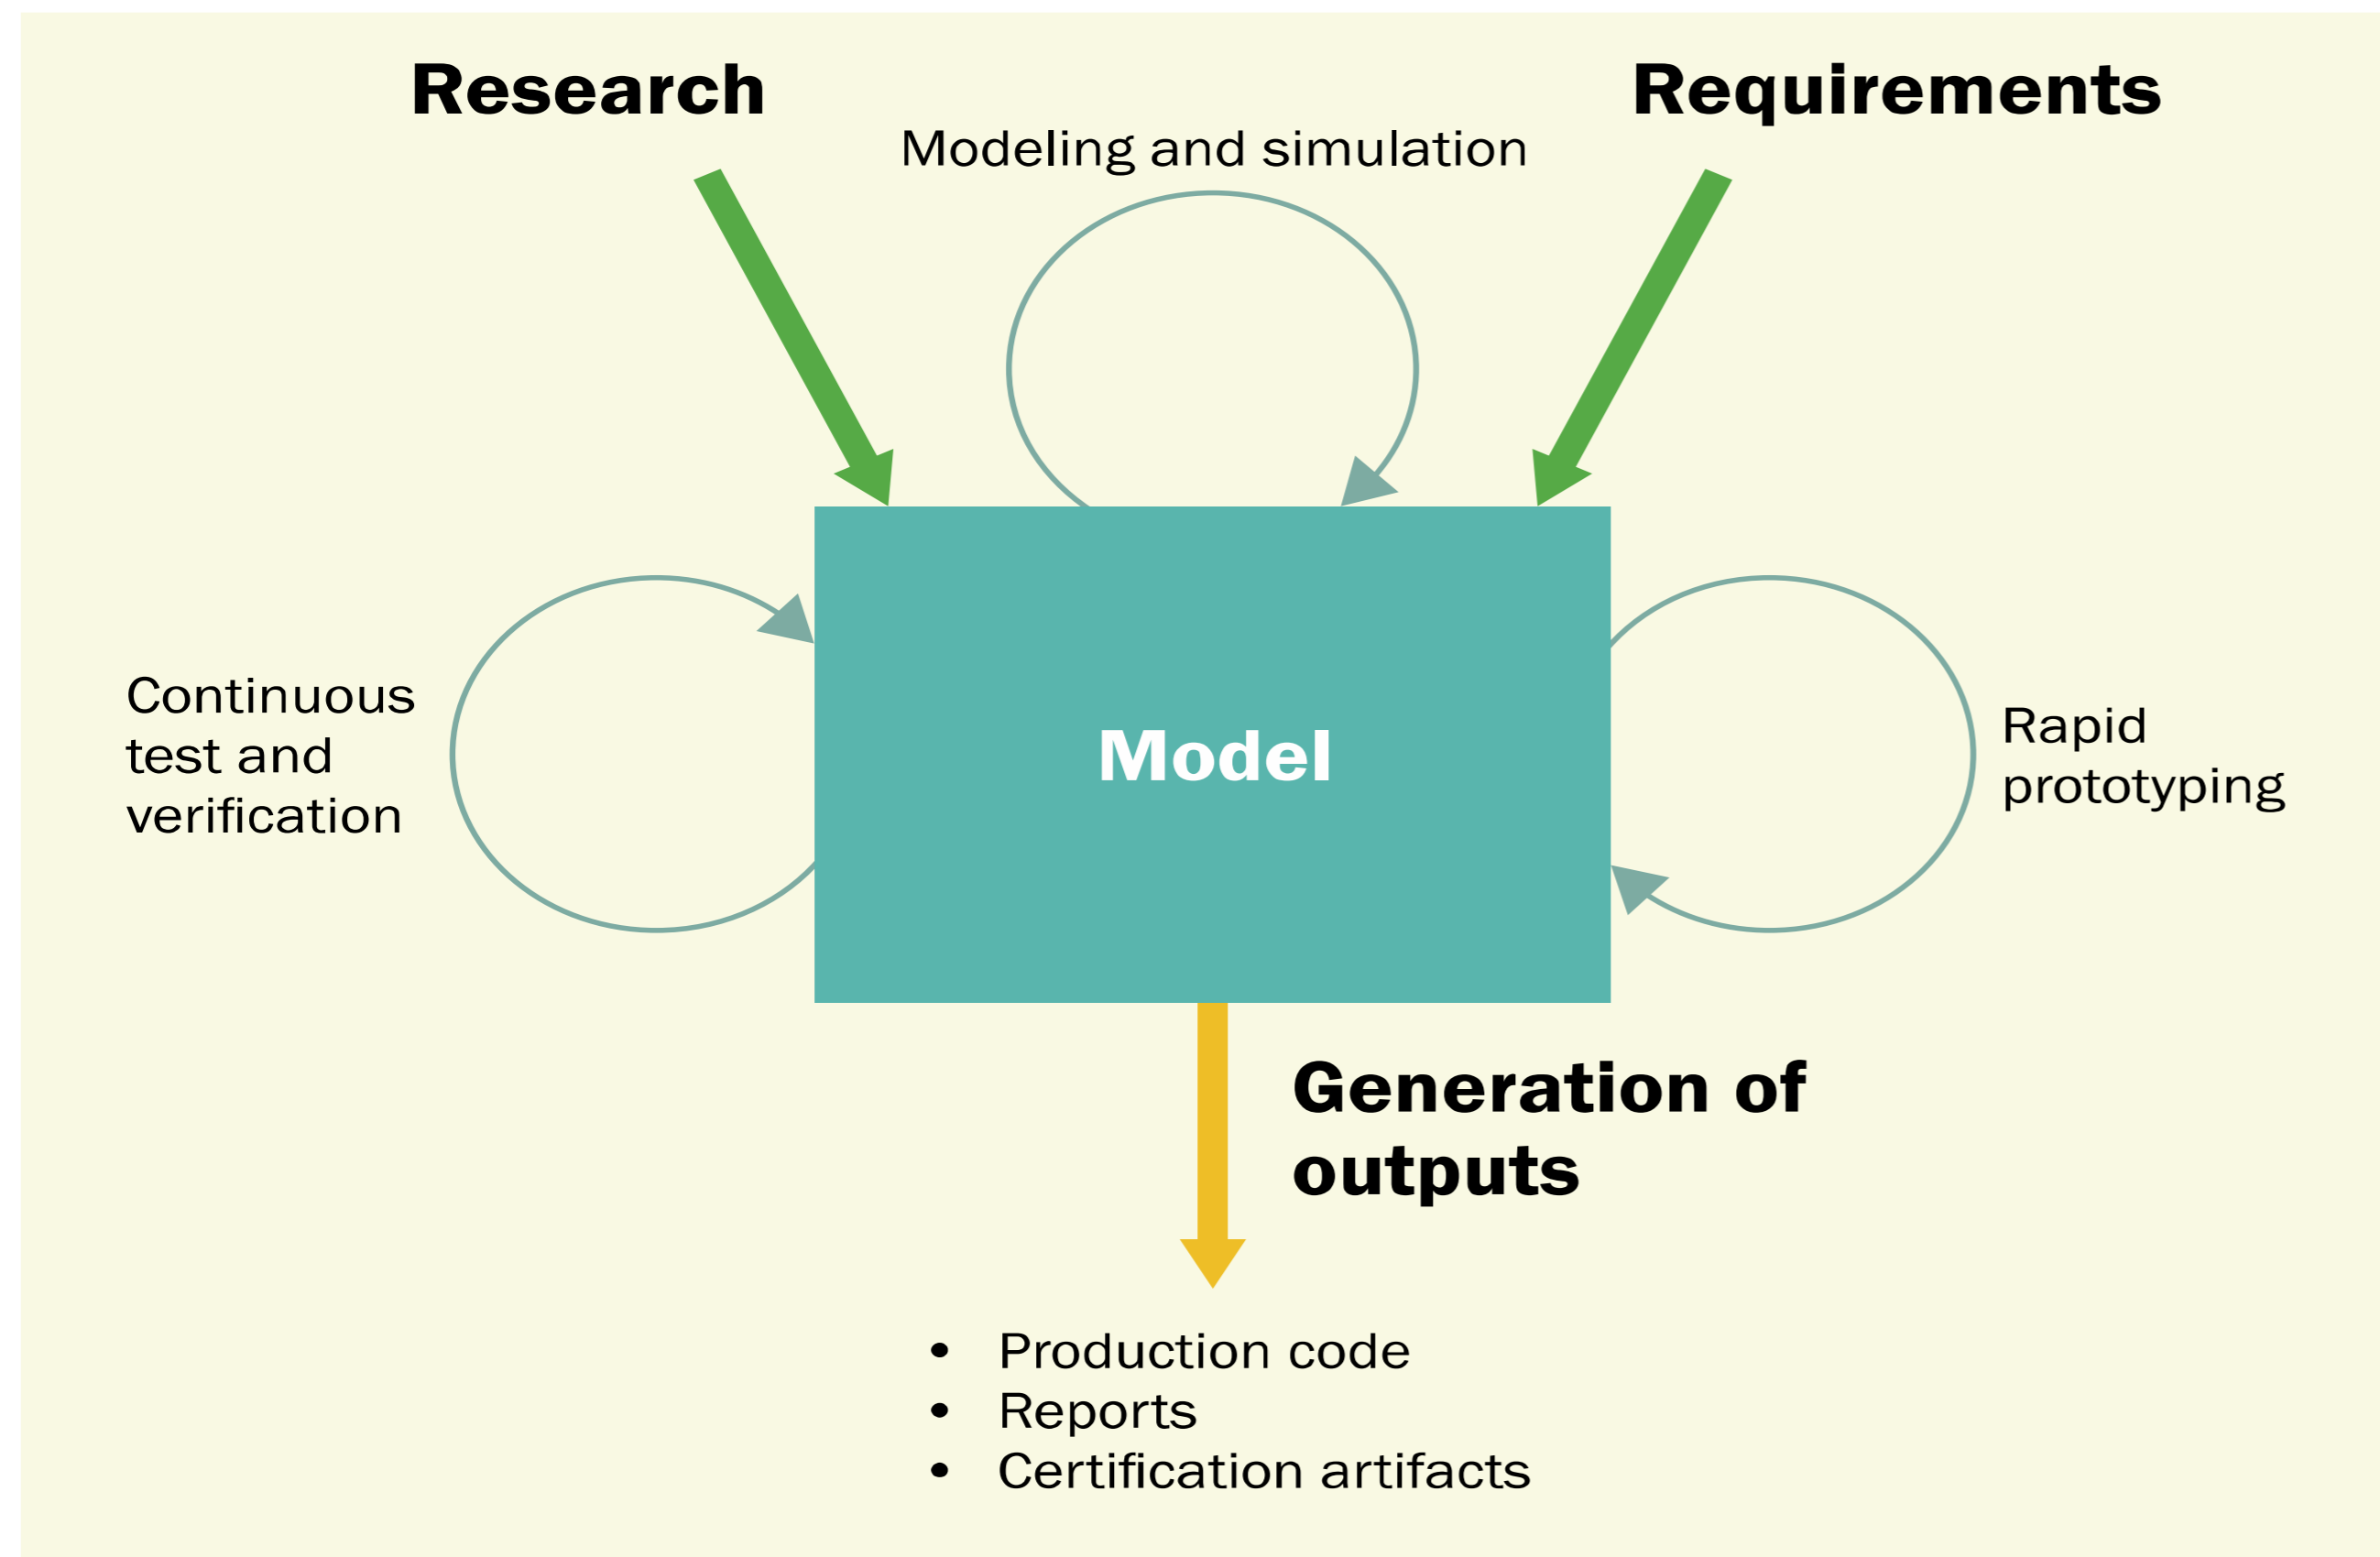 Research
Requirements
Modeling and simulation
Continuous
test and
verification
Model
Rapid
prototyping
Generation of
outputs
• Production code
• Reports
• Certification artifacts